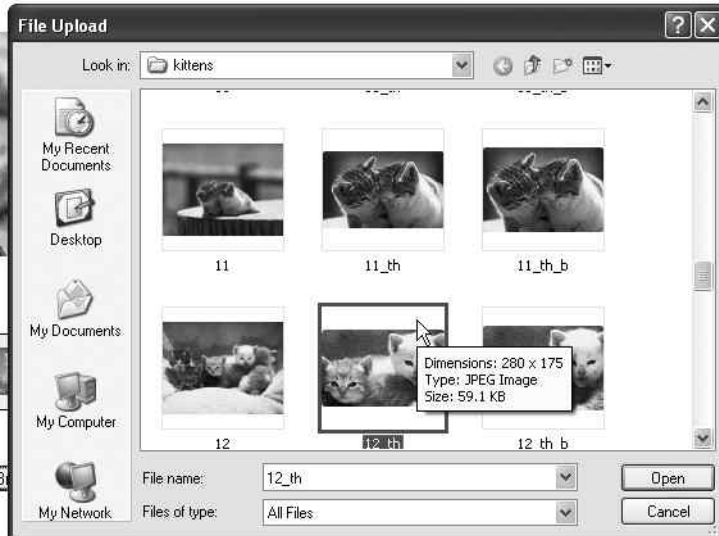 File Upload
Look in:
kittens
My Recent
Documents
Desktop
My Documents
My Computer
My Network
11
11_th
11_th_b
12
12_th
12_th_b
Dimensions: 280 x 175
Type: JPEG Image
Size: 59.1 KB
File name:
12_th
Open
Files of type:
All Files
Cancel